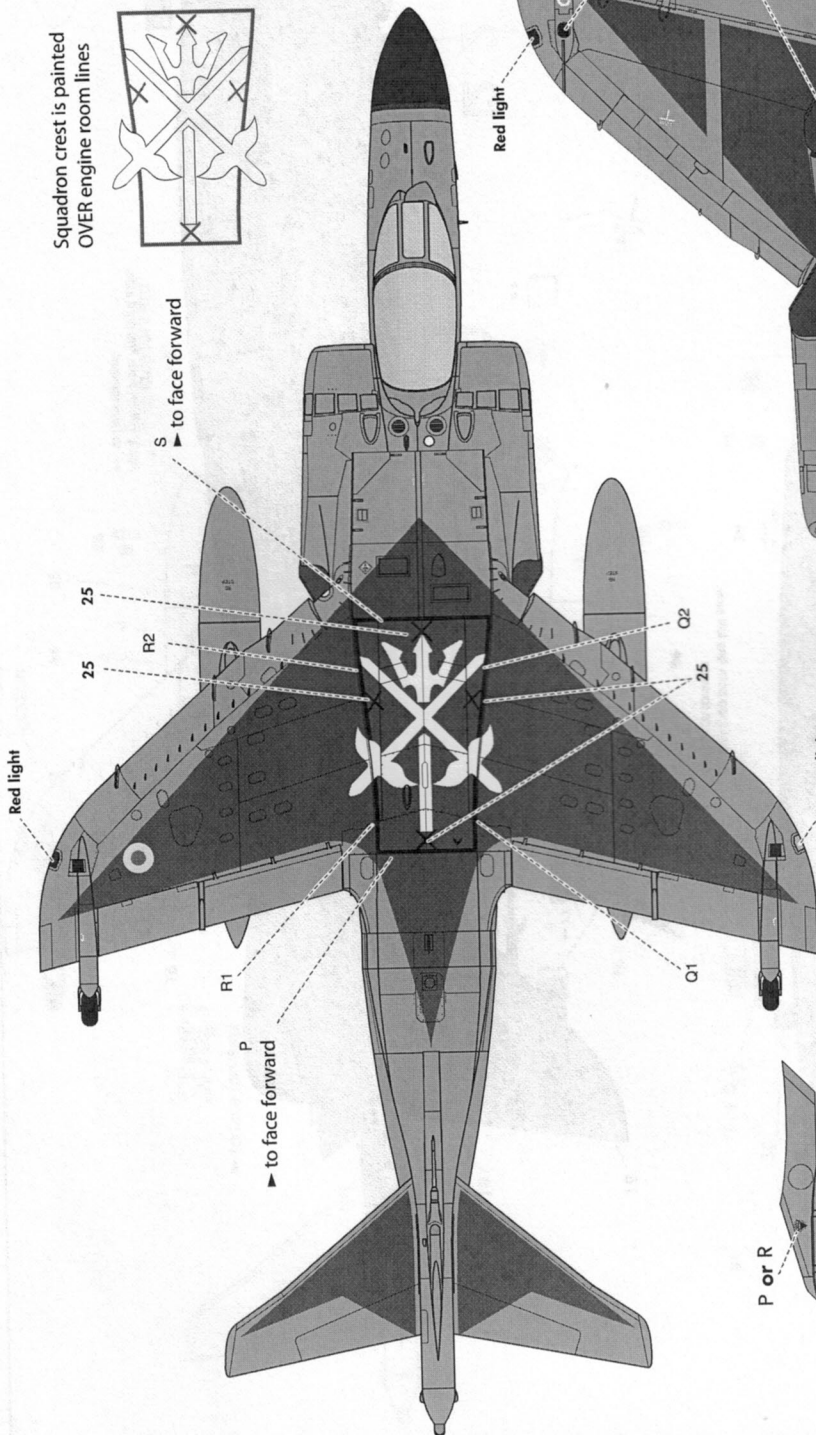 Squadron crest is painted
OVER engine room lines
Red light
S
► to face forward
25
R2
25
Red light
Q2
25
R1
P
► to face forward
Q1
P or R